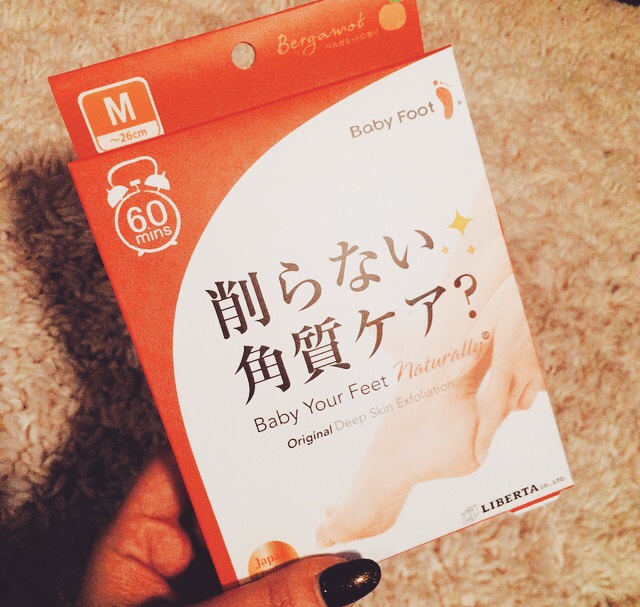 Bergamot
ベルガモットの香り
M
〜26cm
Baby Foot
60
mins
削らない
角質ケア?
Baby Your Feet Naturally®
Original Deep Skin Exfoliation
LIBERTA CO., LTD.